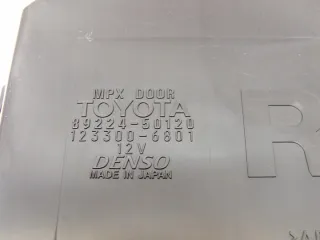 MPX DOOR
TOYOTA
89224-50120
123300-6801
12V
DENSO
MADE IN JAPAN
R